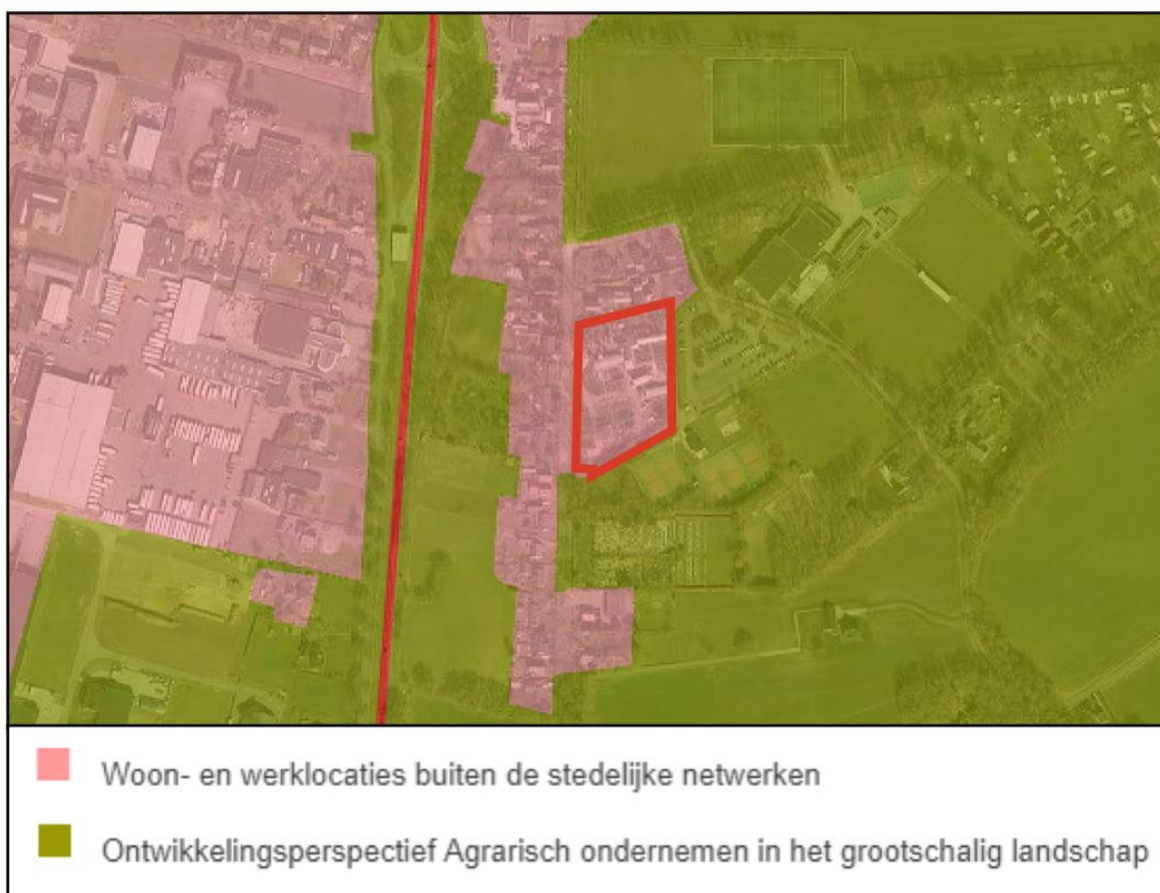 Woon- en werklocaties buiten de stedelijke netwerken
Ontwikkelingsperspectief Agrarisch ondernemen in het grootschalig landschap